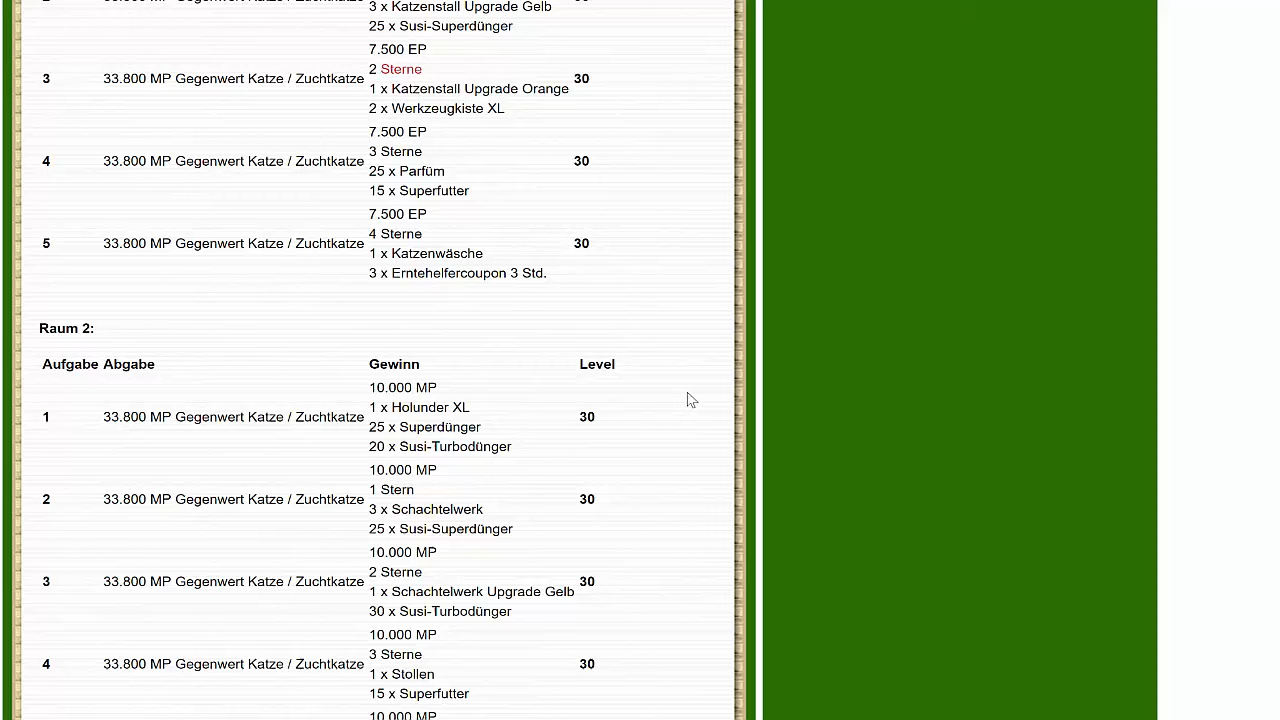 3 x Katzenstall Upgrade Gelb
25 x Susi-Superdünger
7.500 EP
2 Sterne
3 33.800 MP Gegenwert Katze / Zuchtkatze 30
1 x Katzenstall Upgrade Orange
2 x Werkzeugkiste XL
7.500 EP
3 Sterne
4 33.800 MP Gegenwert Katze / Zuchtkatze 30
25 x Parfüm
15 x Superfutter
7.500 EP
4 Sterne
5 33.800 MP Gegenwert Katze / Zuchtkatze 30
1 x Katzenwäsche
3 x Erntehelfercoupon 3 Std.
Raum 2:
Aufgabe Abgabe Gewinn Level
10.000 MP
1 x Holunder XL
1 33.800 MP Gegenwert Katze / Zuchtkatze 30
25 x Superdünger
20 x Susi-Turbodünger
10.000 MP
1 Stern
2 33.800 MP Gegenwert Katze / Zuchtkatze 30
3 x Schachtelwerk
25 x Susi-Superdünger
10.000 MP
2 Sterne
3 33.800 MP Gegenwert Katze / Zuchtkatze 30
1 x Schachtelwerk Upgrade Gelb
30 x Susi-Turbodünger
10.000 MP
3 Sterne
4 33.800 MP Gegenwert Katze / Zuchtkatze 30
1 x Stollen
15 x Superfutter
10.000 MP